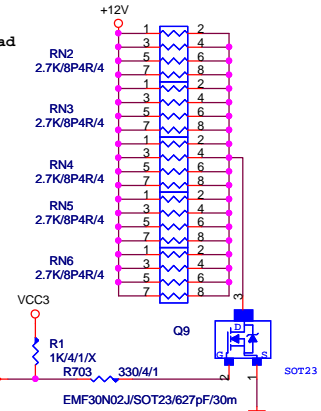 +12V
ad
1 2
3 4
RN2
5 6
2.7K/8P4R/4
7 8
1 2
3 4
RN3
5 6
2.7K/8P4R/4
7 8
1 2
3 4
RN4
5 6
2.7K/8P4R/4
7 8
1 2
RN5
3 4
2.7K/8P4R/4
5 6
7 8
1 2
RN6
3 4
2.7K/8P4R/4
5 6
7 8
VCC3
3
Q9
D
R1
1K/4/1/X
G S
R703 330/4/1
2 1
SOT23
EMF30N02J/SOT23/627pF/30m